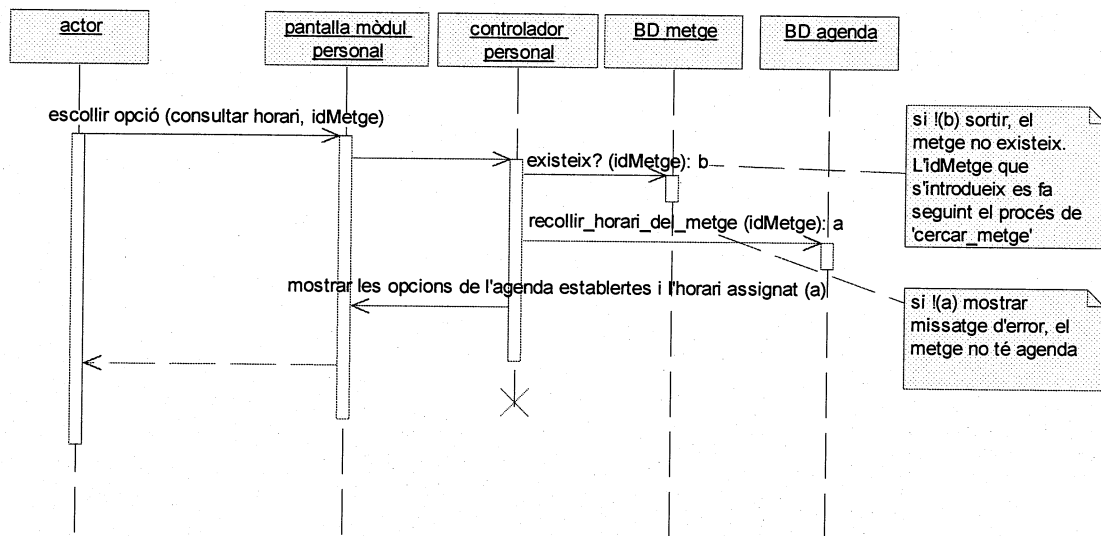 actor
pantalla mòdul
personal
controlador
personal
BD metge
BD agenda
escollir opció (consultar horari, idMetge)
existeix? (idMetge): b
si !(b) sortir, el
metge no existeix.
L'idMetge que
s'introdueix es fa
seguint el procés de
'cercar_metge'
recollir_horari_del_metge (idMetge): a
mostrar les opcions de l'agenda establertes i l'horari assignat (a)
si !(a) mostrar
missatge d'error, el
metge no té agenda